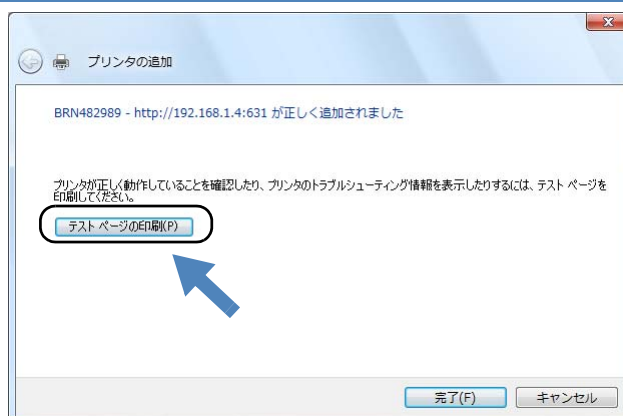 プリンタの追加
BRN482989 - http://192.168.1.4:631 が正しく追加されました
プリンタが正しく動作していることを確認したり、プリンタのトラブルシューティング情報を表示したりするには、テスト ページを
印刷してください。
テスト ページの印刷(P)
完了(F)
キャンセル